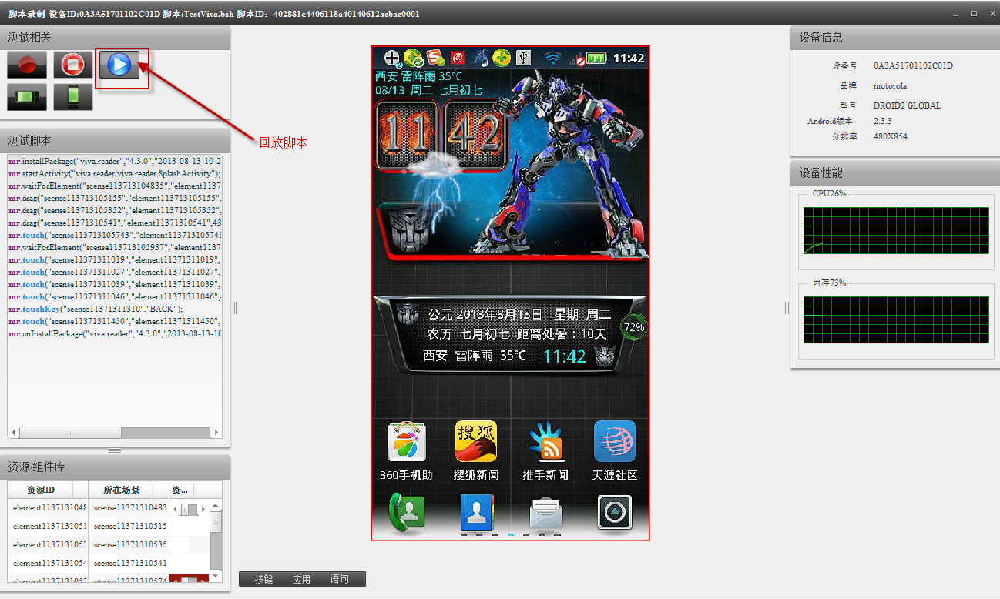 脚本录制-设备ID:0A3A51701102C01D 脚本:TestViva.bsh 脚本ID: 402881e4406118a40140612acbac0001
测试相关
回放脚本
测试脚本
mr.installPackage("viva.reader","4.3.0","2013-08-13-10-2
mr.startActivity("viva.reader/viva.reader.SplashActivity");
mr.waitForElement("scense113713104835","element1137
mr.drag("scense113713105155","element113713105155",
mr.drag("scense113713105352","element113713105352",
mr.drag("scense11371310541","element11371310541",43
mr.touch("scense113713105743","element113713105743
mr.waitForElement("scense113713105937","element1137
mr.touch("scense11371311019","element11371311019",
mr.touch("scense11371311027","element11371311027",
mr.touch("scense11371311039","element11371311039",
mr.touch("scense11371311046","element11371311046",
mr.touchKey("scense11371311310","BACK");
mr.touch("scense11371311450","element11371311450",
mr.unInstallPackage("viva.reader","4.3.0","2013-08-13-10
资源/组件库
资源ID 所在场景 资...
element1137131048 scense11371310483
element1137131051 scense11371310515
element1137131053 scense11371310535
element1137131054 scense11371310541
element1137131057 scense11371310574
99 11:42
西安 雷阵雨 35℃
08/13 周二 七月初七
11 42
公元 2013年8月13日 星期 周二
农历 七月初七 距离处暑：10天
72%
西安 雷阵雨 35℃ 11:42
搜狐
360手机助 搜狐新闻 推手新闻 天涯社区
按键 应用 语句
设备信息
设备号 0A3A51701102C01D
品牌 motorola
型号 DROID2 GLOBAL
Android版本 2.3.3
分辨率 480X854
设备性能
CPU26%
内存73%